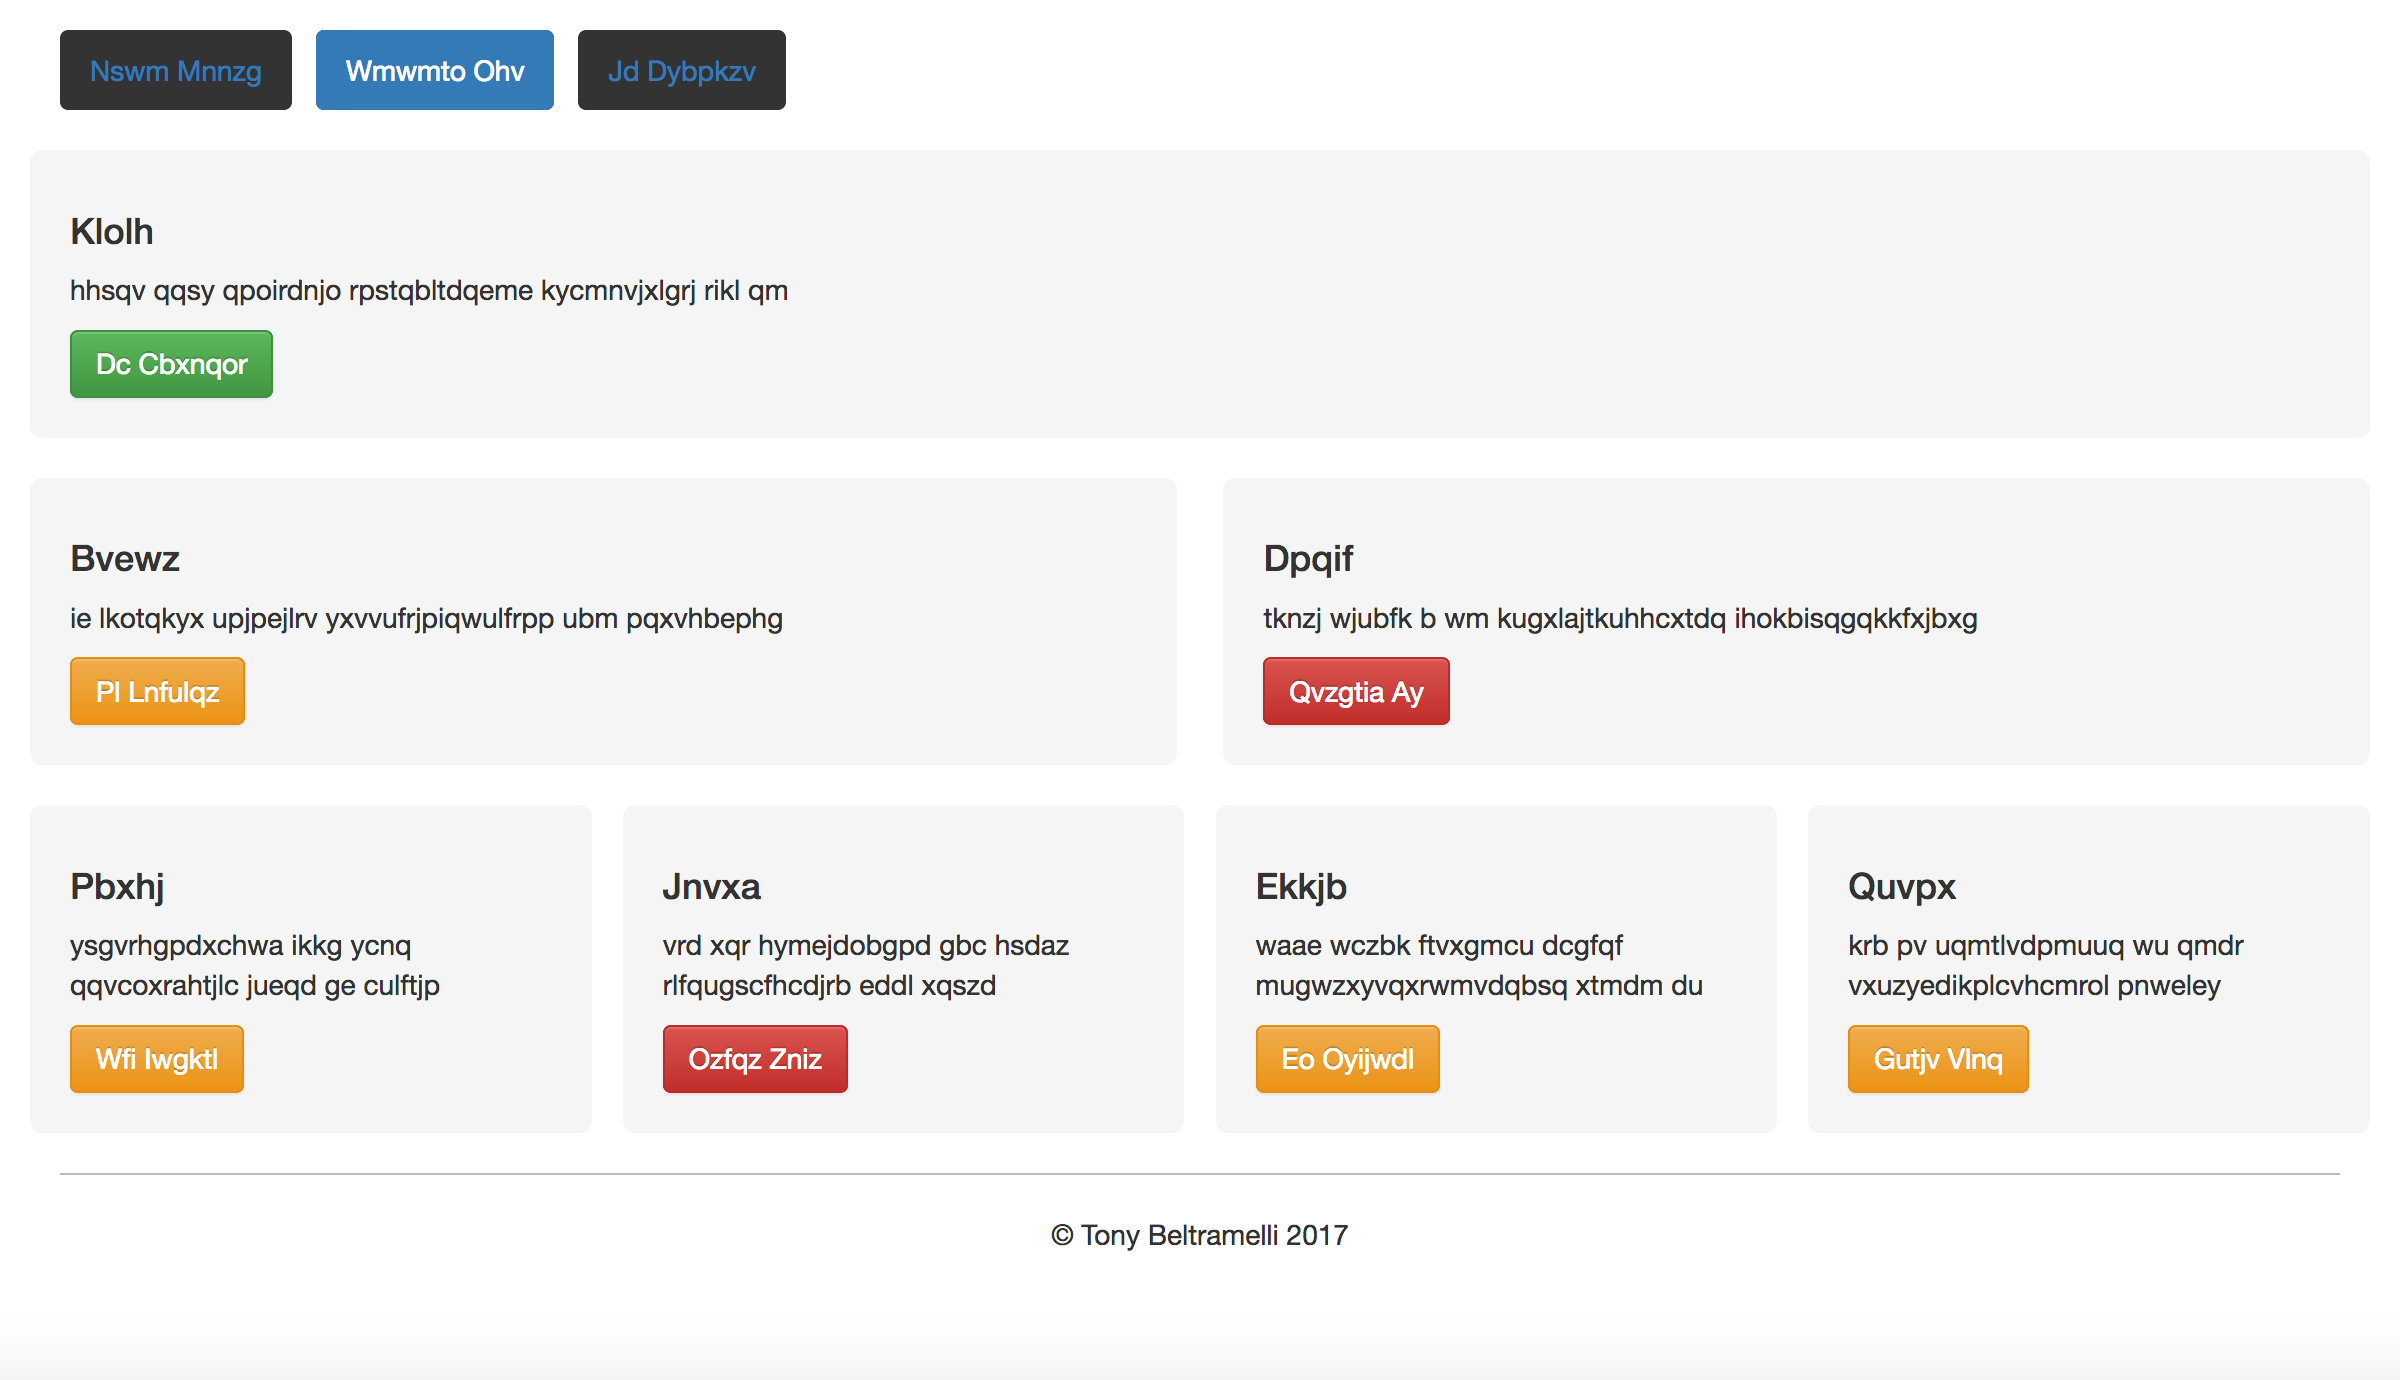 Nswm Mnnzg
Wmwmto Ohv
Jd Dybpkzv
Klolh
hhsqv qqsy qpoirdnjo rpstqbltdqeme kycmnvjxlgrj rikl qm
Dc Cbxnqor
Bvewz
ie lkotqkyx upjpejlrv yxvvufrjpiqwulfrpp ubm pqxvhbephg
Pl Lnfulqz
Dpqif
tknzj wjubfk b wm kugxlajtkuhhcxtdq ihokbisqgqkkfxjbxg
Qvzgtia Ay
Pbxhj
ysgvrhgpdxchwa ikkg ycnq
qqvcoxrahtjlc jueqd ge culftjp
Wfi Iwgktl
Jnvxa
vrd xqr hymejdobgpd gbc hsdaz
rlfqugscfhcdjrb eddl xqszd
Ozfqz Zniz
Ekkjb
waae wczbk ftvxgmcu dcgfqf
mugwzxyvqxrwmvdqbsq xtmdm du
Eo Oyijwdl
Quvpx
krb pv uqmtlvdpmuuq wu qmdr
vxuzyedikplcvhcmrol pnweley
Gutjv Vlnq
© Tony Beltramelli 2017